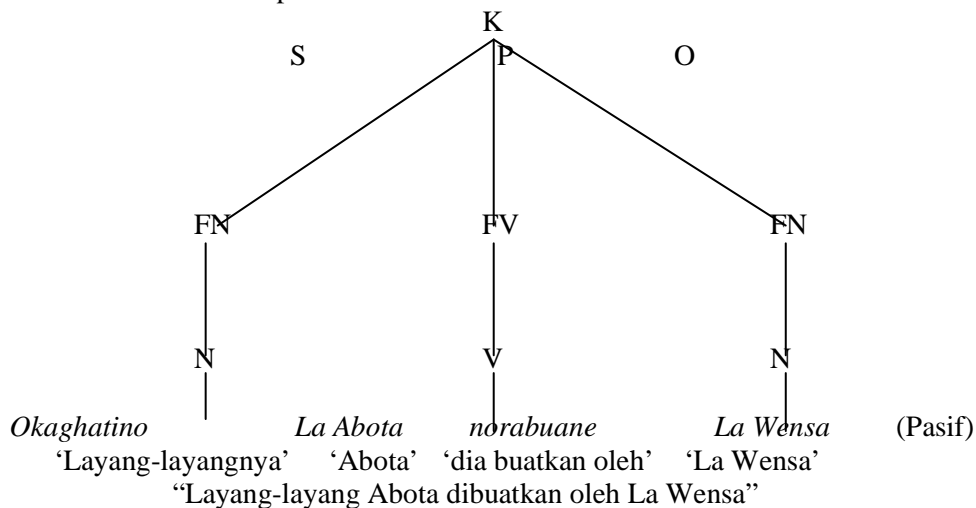 K
S P O
FN FV FN
N V N
Okaghatino La Abota norabuane La Wensa (Pasif)
‘Layang-layangnya’ ‘Abota’ ‘dia buatkan oleh’ ‘La Wensa’
“Layang-layang Abota dibuatkan oleh La Wensa”